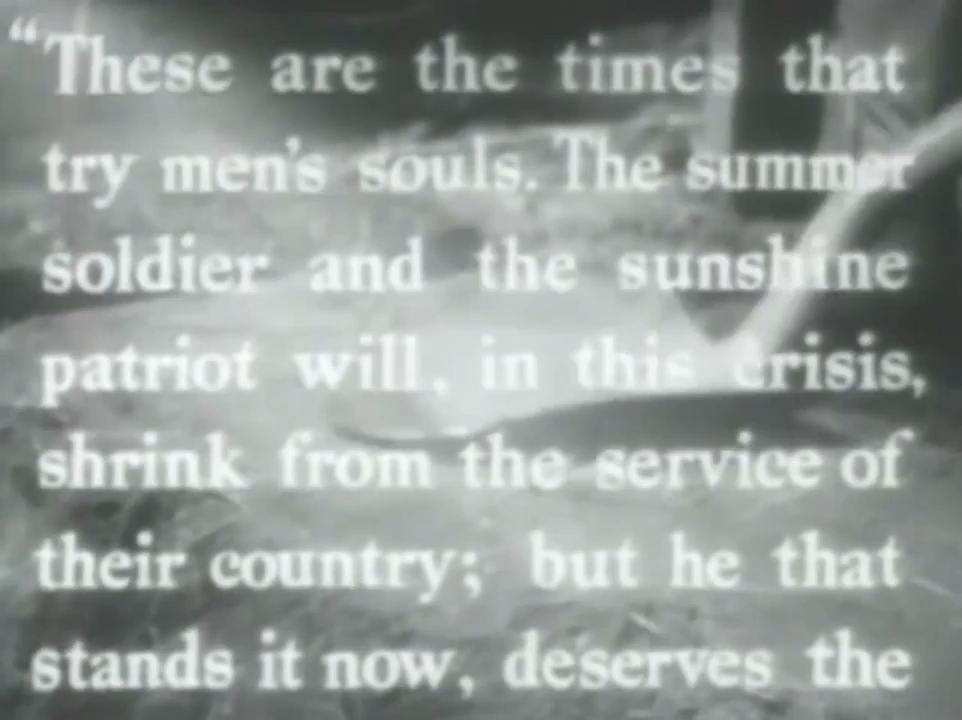 “These are the times that
try men's souls. The summer
soldier and the sunshine
patriot will, in this crisis,
shrink from the service of
their country; but he that
stands it now, deserves the